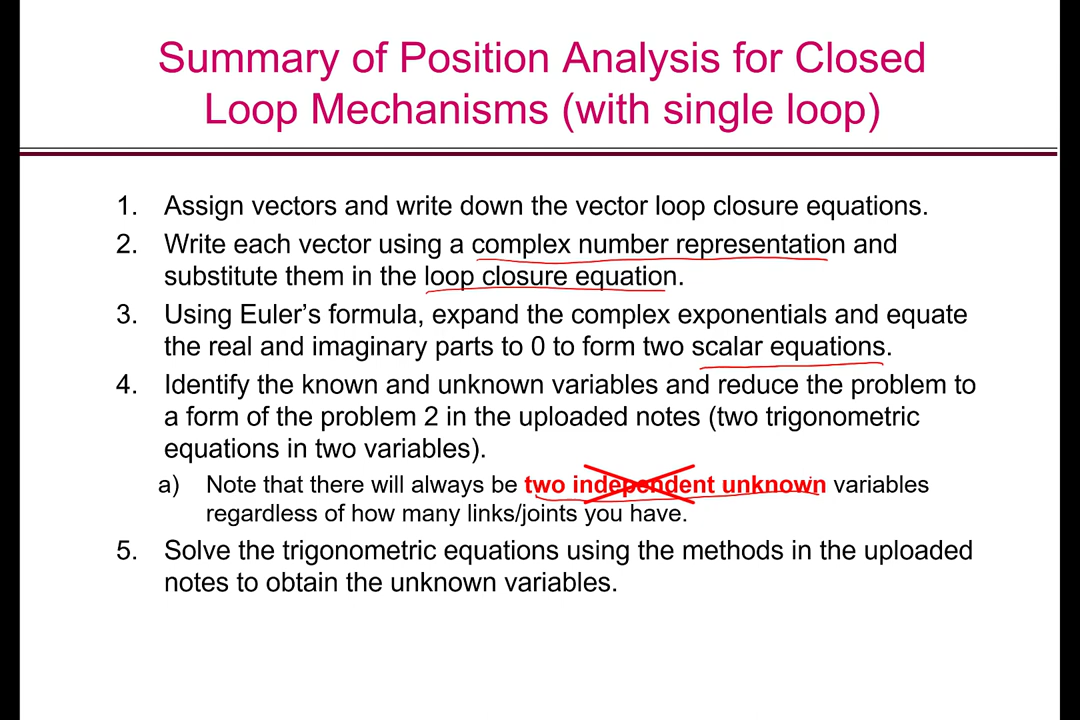 Summary of Position Analysis for Closed
Loop Mechanisms (with single loop)
1. Assign vectors and write down the vector loop closure equations.
2. Write each vector using a complex number representation and
substitute them in the loop closure equation.
3. Using Euler's formula, expand the complex exponentials and equate
the real and imaginary parts to 0 to form two scalar equations.
4. Identify the known and unknown variables and reduce the problem to
a form of the problem 2 in the uploaded notes (two trigonometric
equations in two variables).
a) Note that there will always be two independent unknown variables
regardless of how many links/joints you have.
5. Solve the trigonometric equations using the methods in the uploaded
notes to obtain the unknown variables.